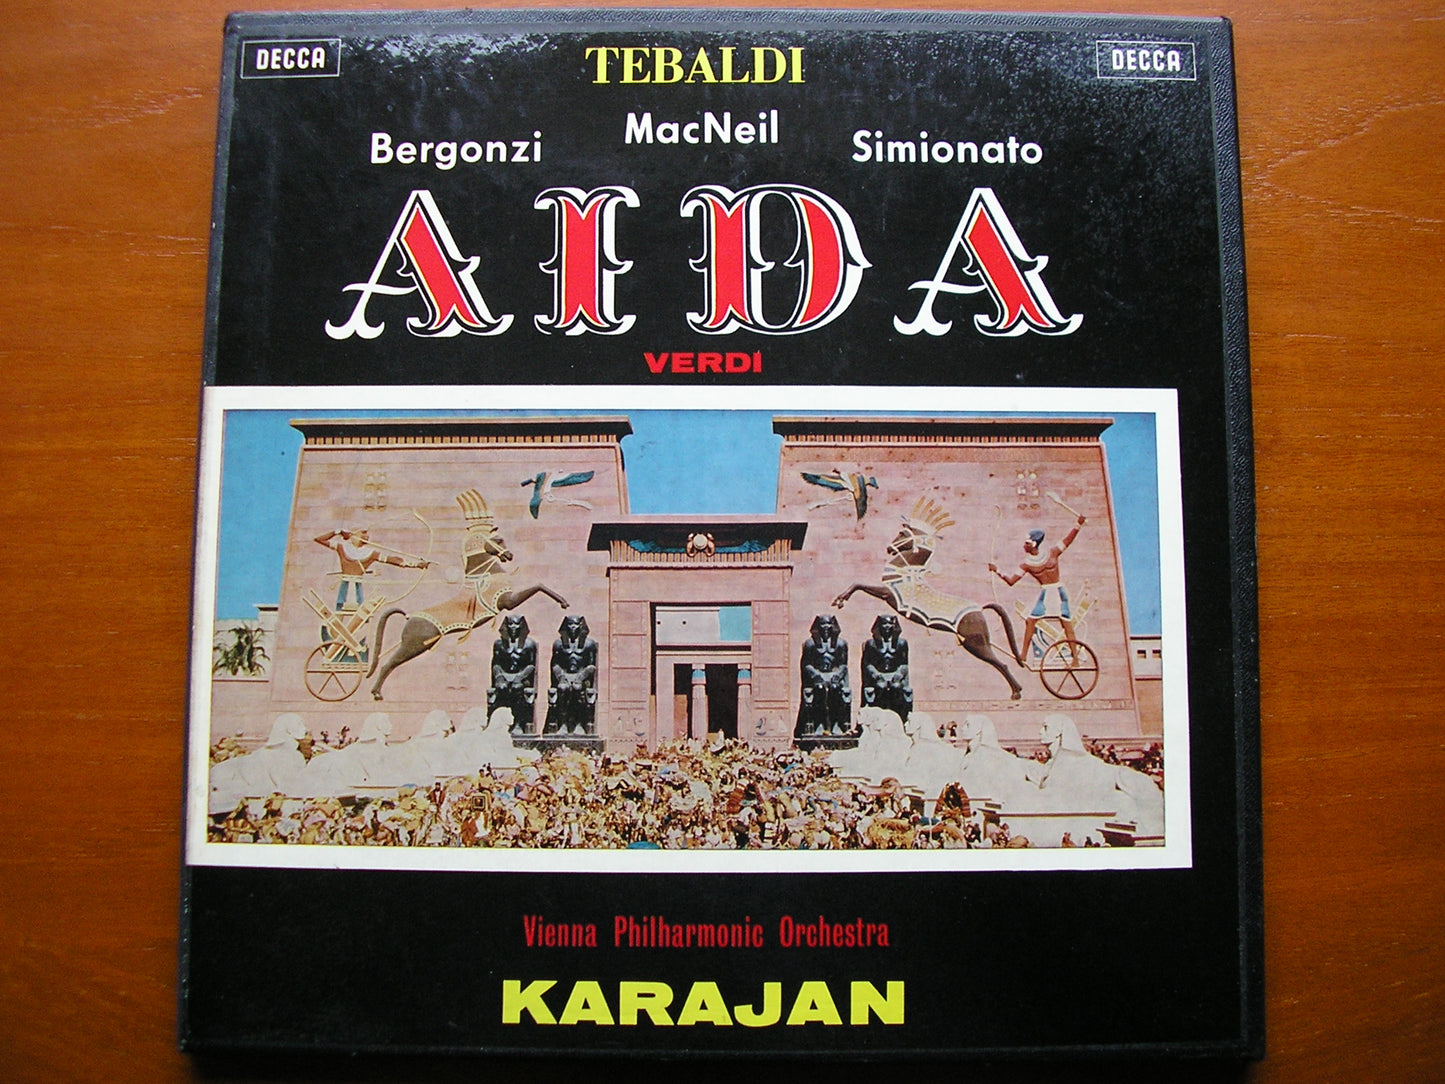 DECCA
TEBALDI
DECCA
Bergonzi
MacNeil
Simionato
AIDA
VERDI
Vienna Philharmonic Orchestra
KARAJAN